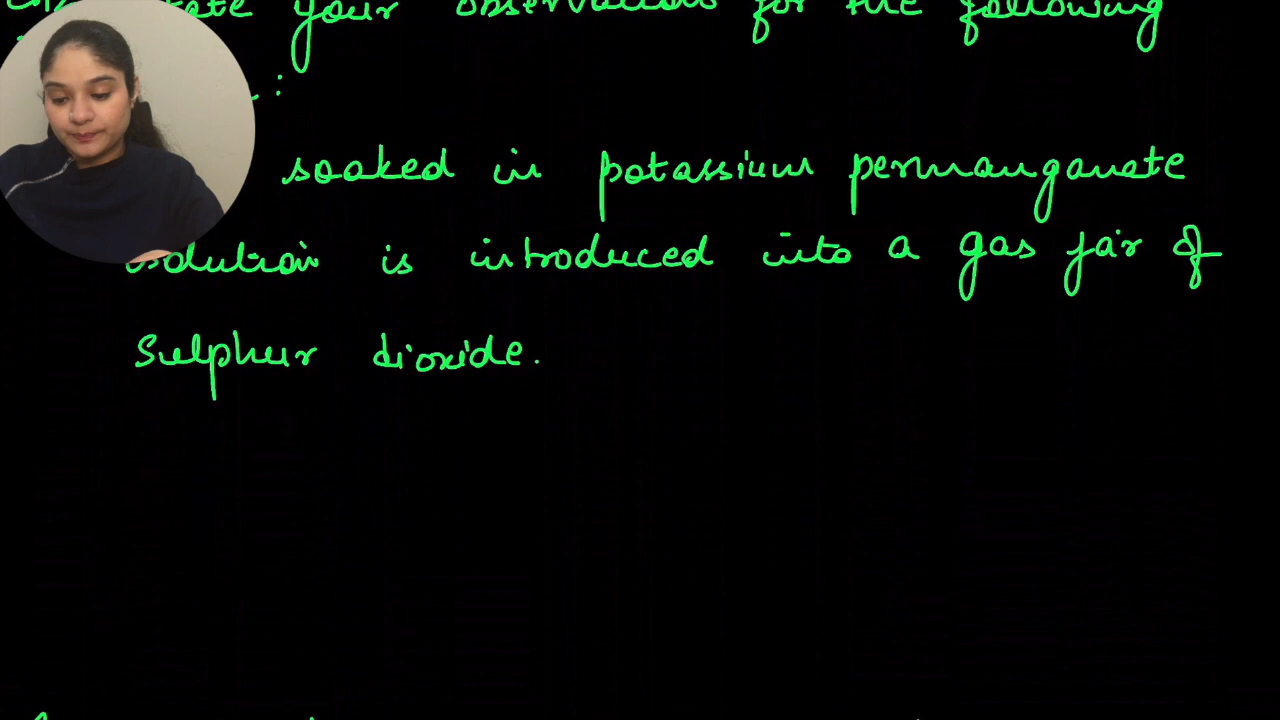 your observations for the following
:
soaked in potassium permanganate
solution is introduced into a gas jar of
Sulphur dioxide.